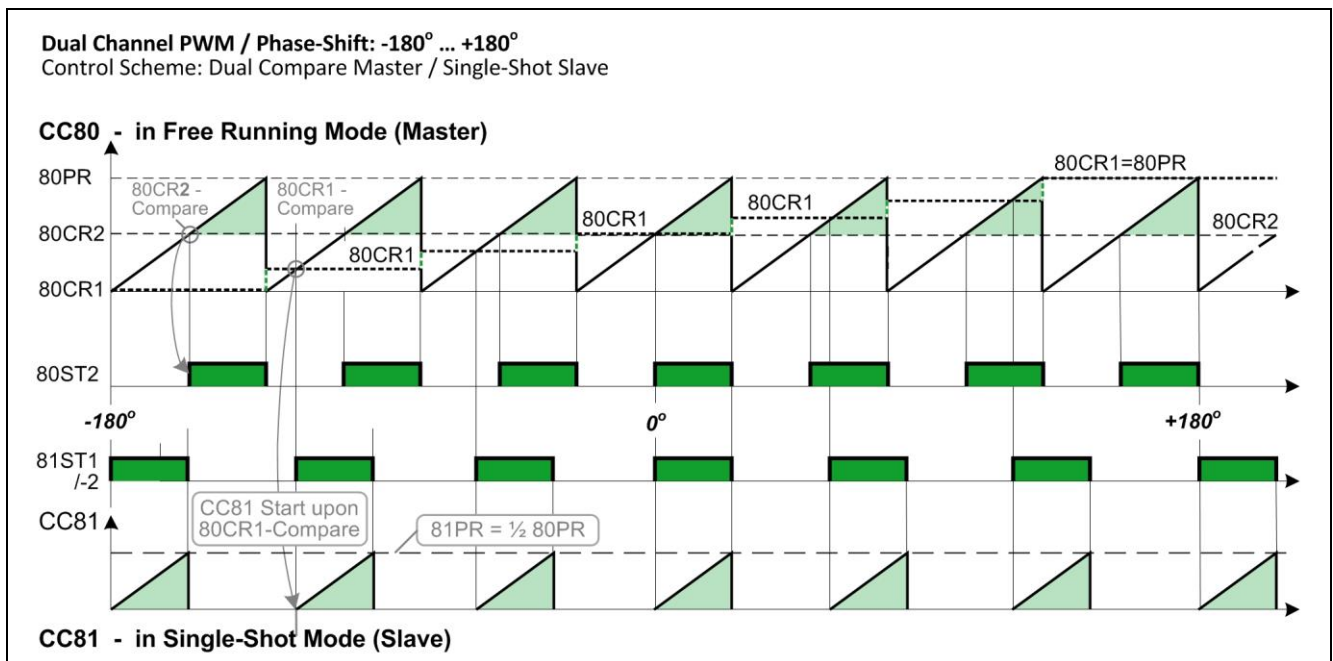 Dual Channel PWM / Phase-Shift: -180° ... +180°
Control Scheme: Dual Compare Master / Single-Shot Slave
CC80 - in Free Running Mode (Master)
80PR
80CR2 -
Compare
80CR1 -
Compare
80CR1=80PR
80CR1
80CR1
80CR2
80CR2
80CR1
80CR1
80ST2
-180°
0°
+180°
81ST1
/-2
CC81 Start upon
80CR1-Compare
CC81
81PR = ½ 80PR
CC81 - in Single-Shot Mode (Slave)